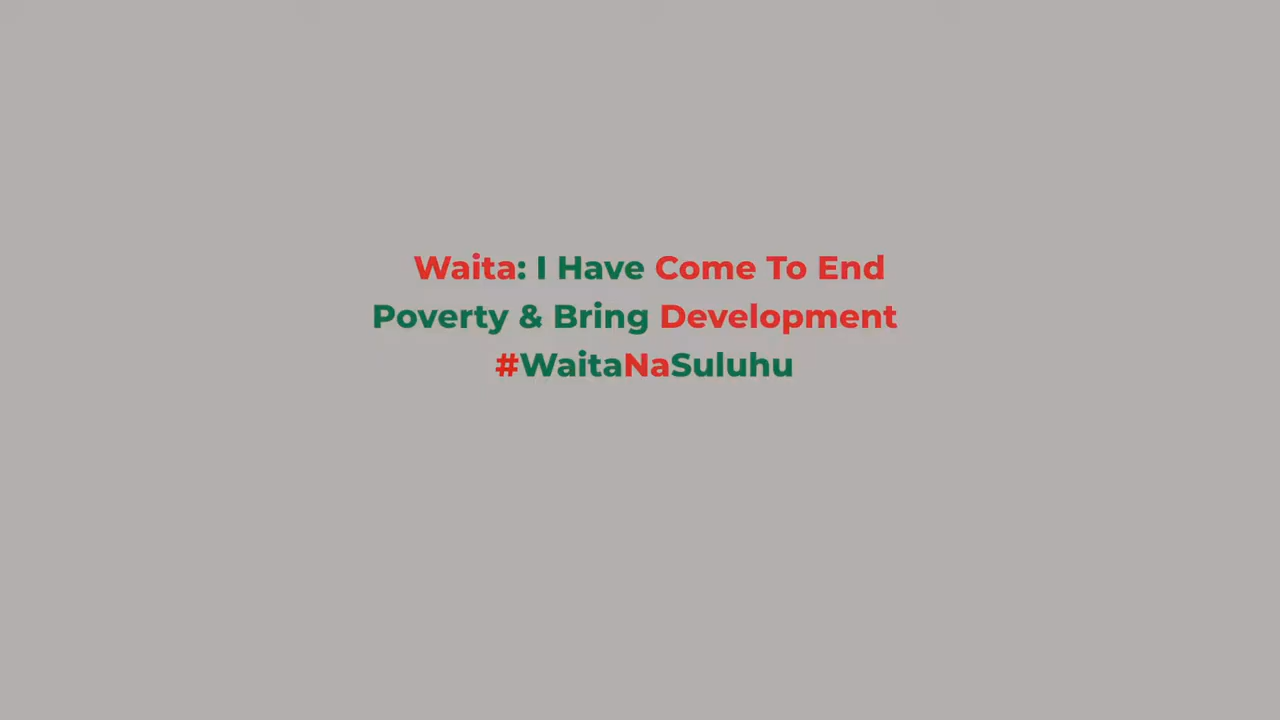 Waita: I Have Come To End
Poverty & Bring Development
#WaitaNaSuluhu